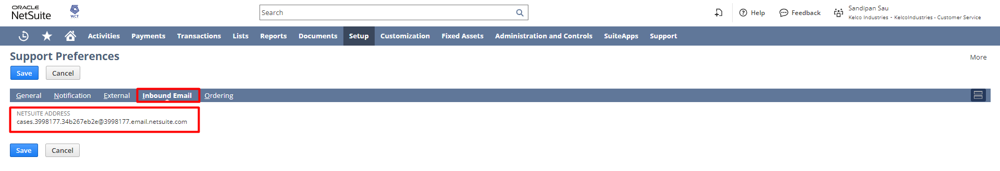 ORACLE
NetSuite
WCT
Search
Help
Feedback
Sandipan Sau
Kelco Industries - KelcoIndustries - Customer Service
Activities Payments Transactions Lists Reports Documents Setup Customization Fixed Assets Administration and Controls SuiteApps Support
Support Preferences
More
Save Cancel
General Notification External Inbound Email Ordering
NETSUITE ADDRESS
cases.3998177.34b267eb2e@3998177.email.netsuite.com
Save Cancel